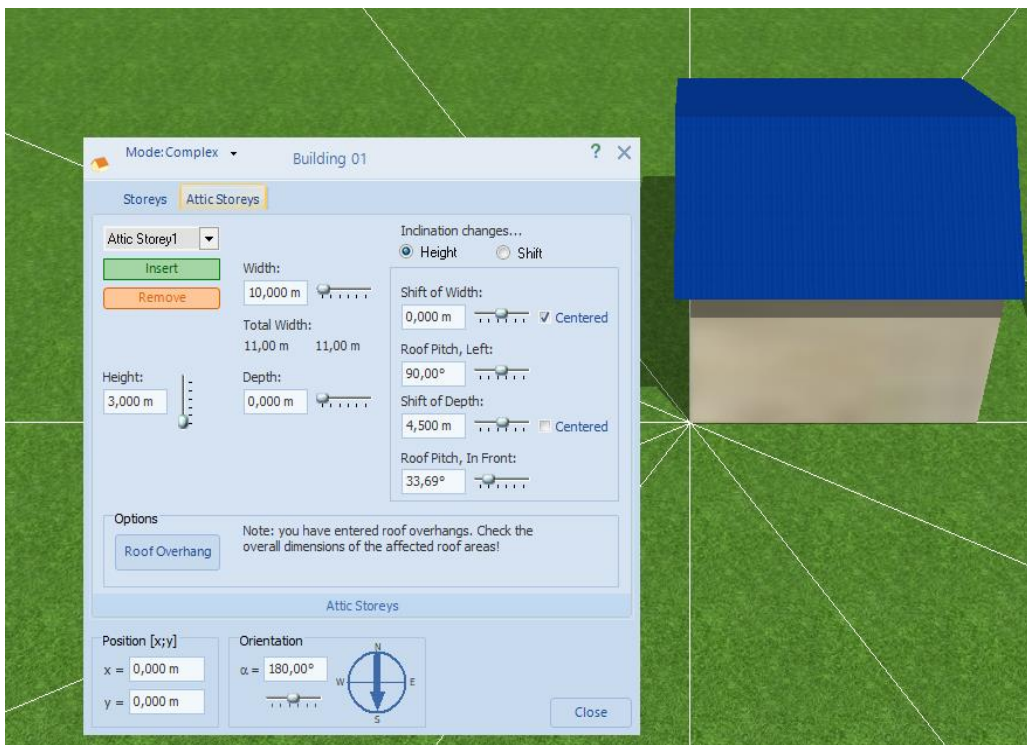 Mode:Complex
Building 01
?
Storeys
Attic Storeys
Attic Storey1
Insert
Remove
Height:
3,000 m
Width:
10,000 m
Total Width:
11,00 m 11,00 m
Depth:
0,000 m
Inclination changes...
Height Shift
Shift of Width:
0,000 m Centered
Roof Pitch, Left:
90,00°
Shift of Depth:
4,500 m Centered
Roof Pitch, In Front:
33,69°
Options
Roof Overhang
Note: you have entered roof overhangs. Check the
overall dimensions of the affected roof areas!
Attic Storeys
Position [x;y]
x = 0,000 m
y = 0,000 m
Orientation
α = 180,00°
N
W E
S
Close